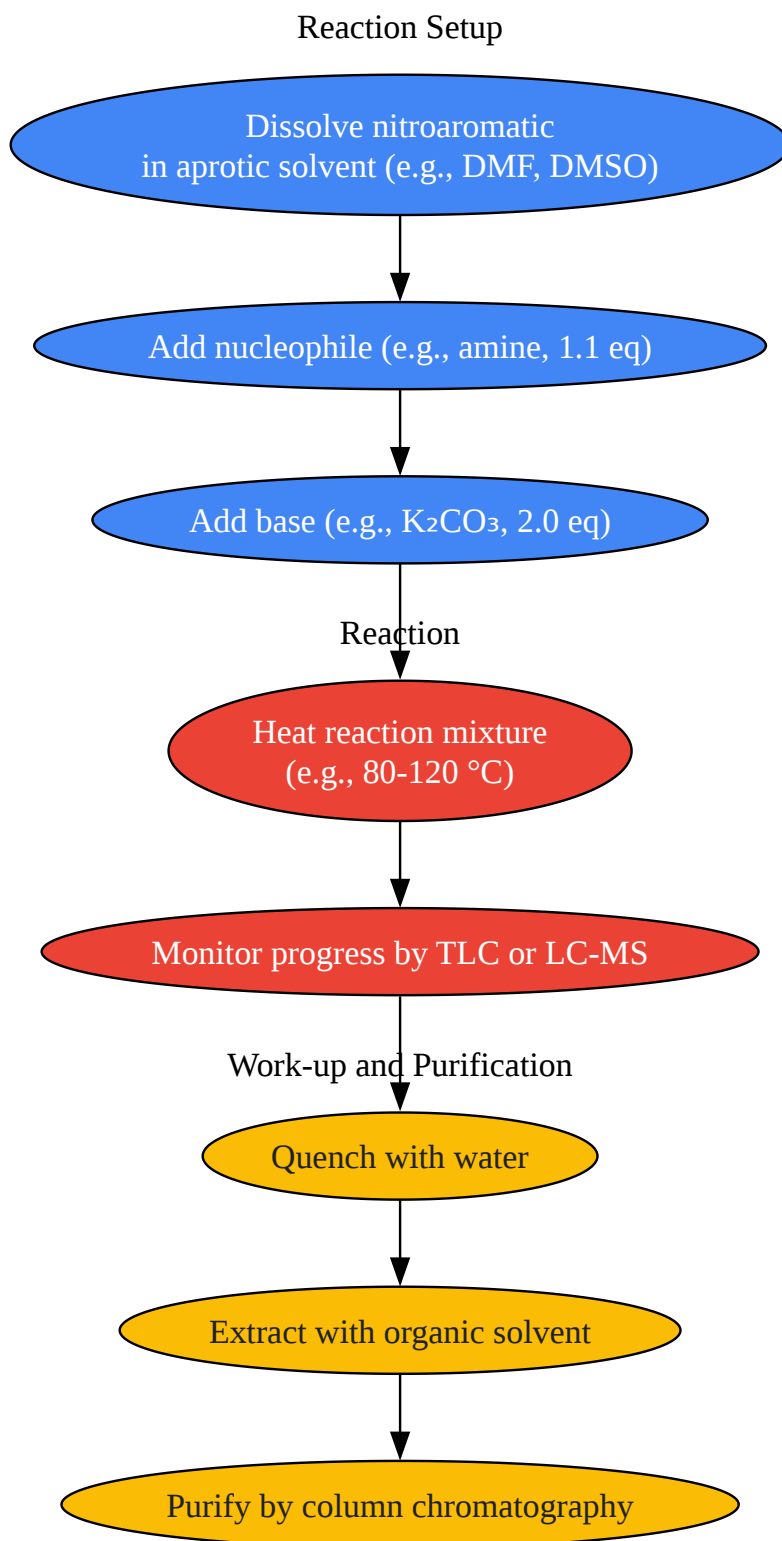 Reaction Setup
Dissolve nitroaromatic
in aprotic solvent (e.g., DMF, DMSO)
Add nucleophile (e.g., amine, 1.1 eq)
Add base (e.g., K₂CO₃, 2.0 eq)
Reaction
Heat reaction mixture
(e.g., 80-120 °C)
Monitor progress by TLC or LC-MS
Work-up and Purification
Quench with water
Extract with organic solvent
Purify by column chromatography